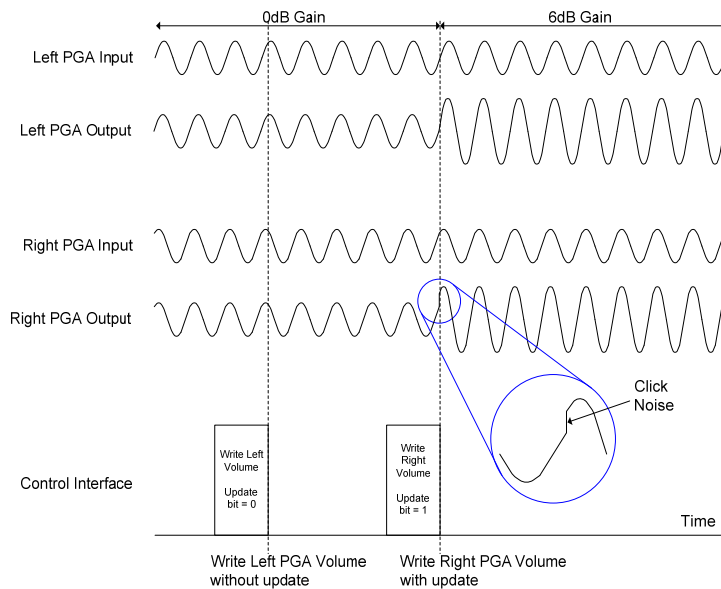 0dB Gain
6dB Gain
Left PGA Input
Left PGA Output
Right PGA Input
Right PGA Output
Click
Noise
Write Left
Volume
Update
bit = 0
Write
Right
Volume
Update
bit = 1
Control Interface
Time
Write Left PGA Volume
without update
Write Right PGA Volume
with update